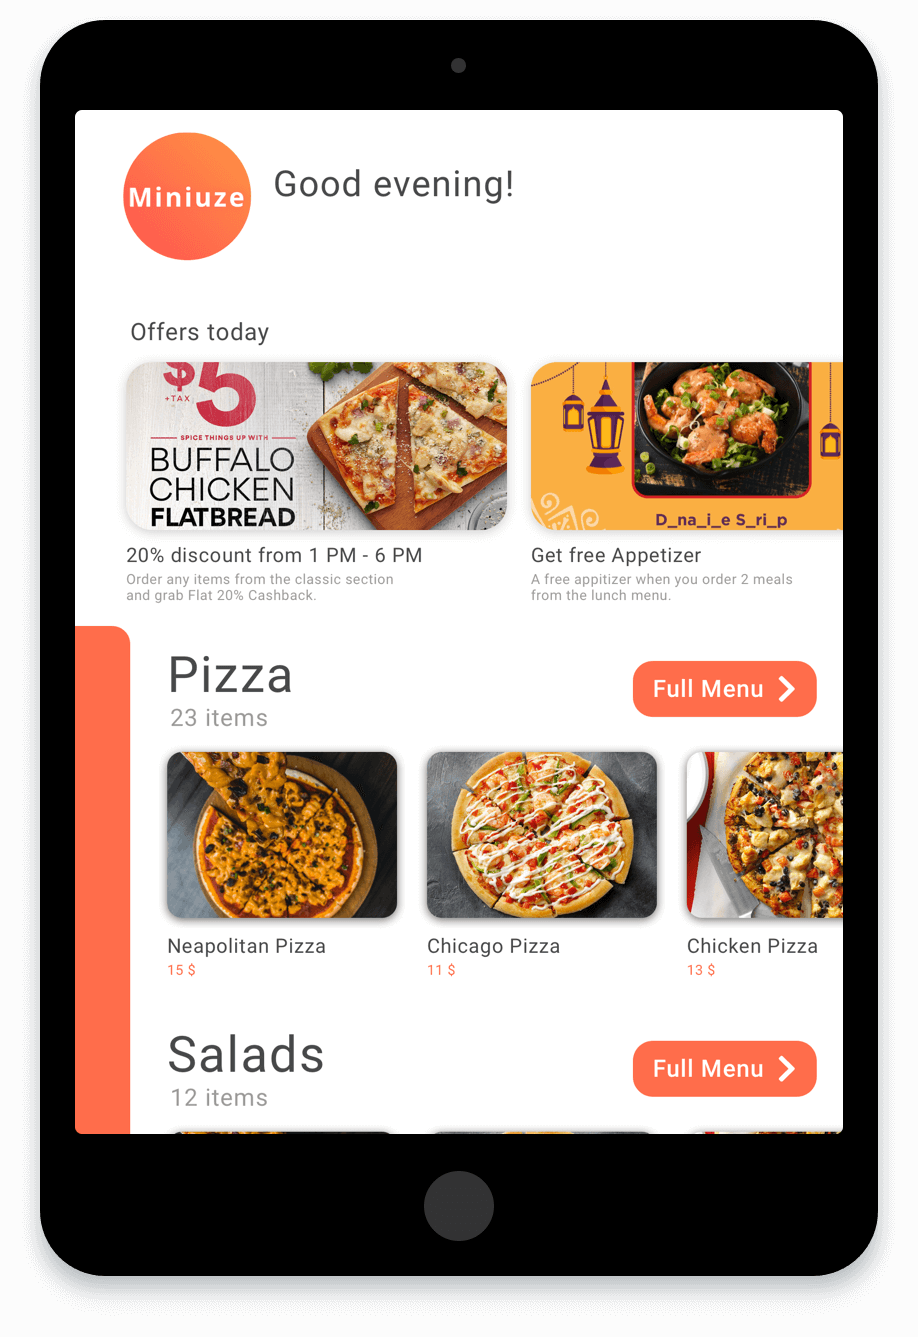 Miniuze
Good evening!
Offers today
$5
+TAX
SPICE THINGS UP WITH
BUFFALO
CHICKEN
FLATBREAD
D_na_i_e S_ri_p
20% discount from 1 PM - 6 PM
Order any items from the classic section
and grab Flat 20% Cashback.
Get free Appetizer
A free appitizer when you order 2 meals
from the lunch menu.
Pizza
23 items
Full Menu
Neapolitan Pizza
15 $
Chicago Pizza
11 $
Chicken Pizza
13 $
Salads
12 items
Full Menu